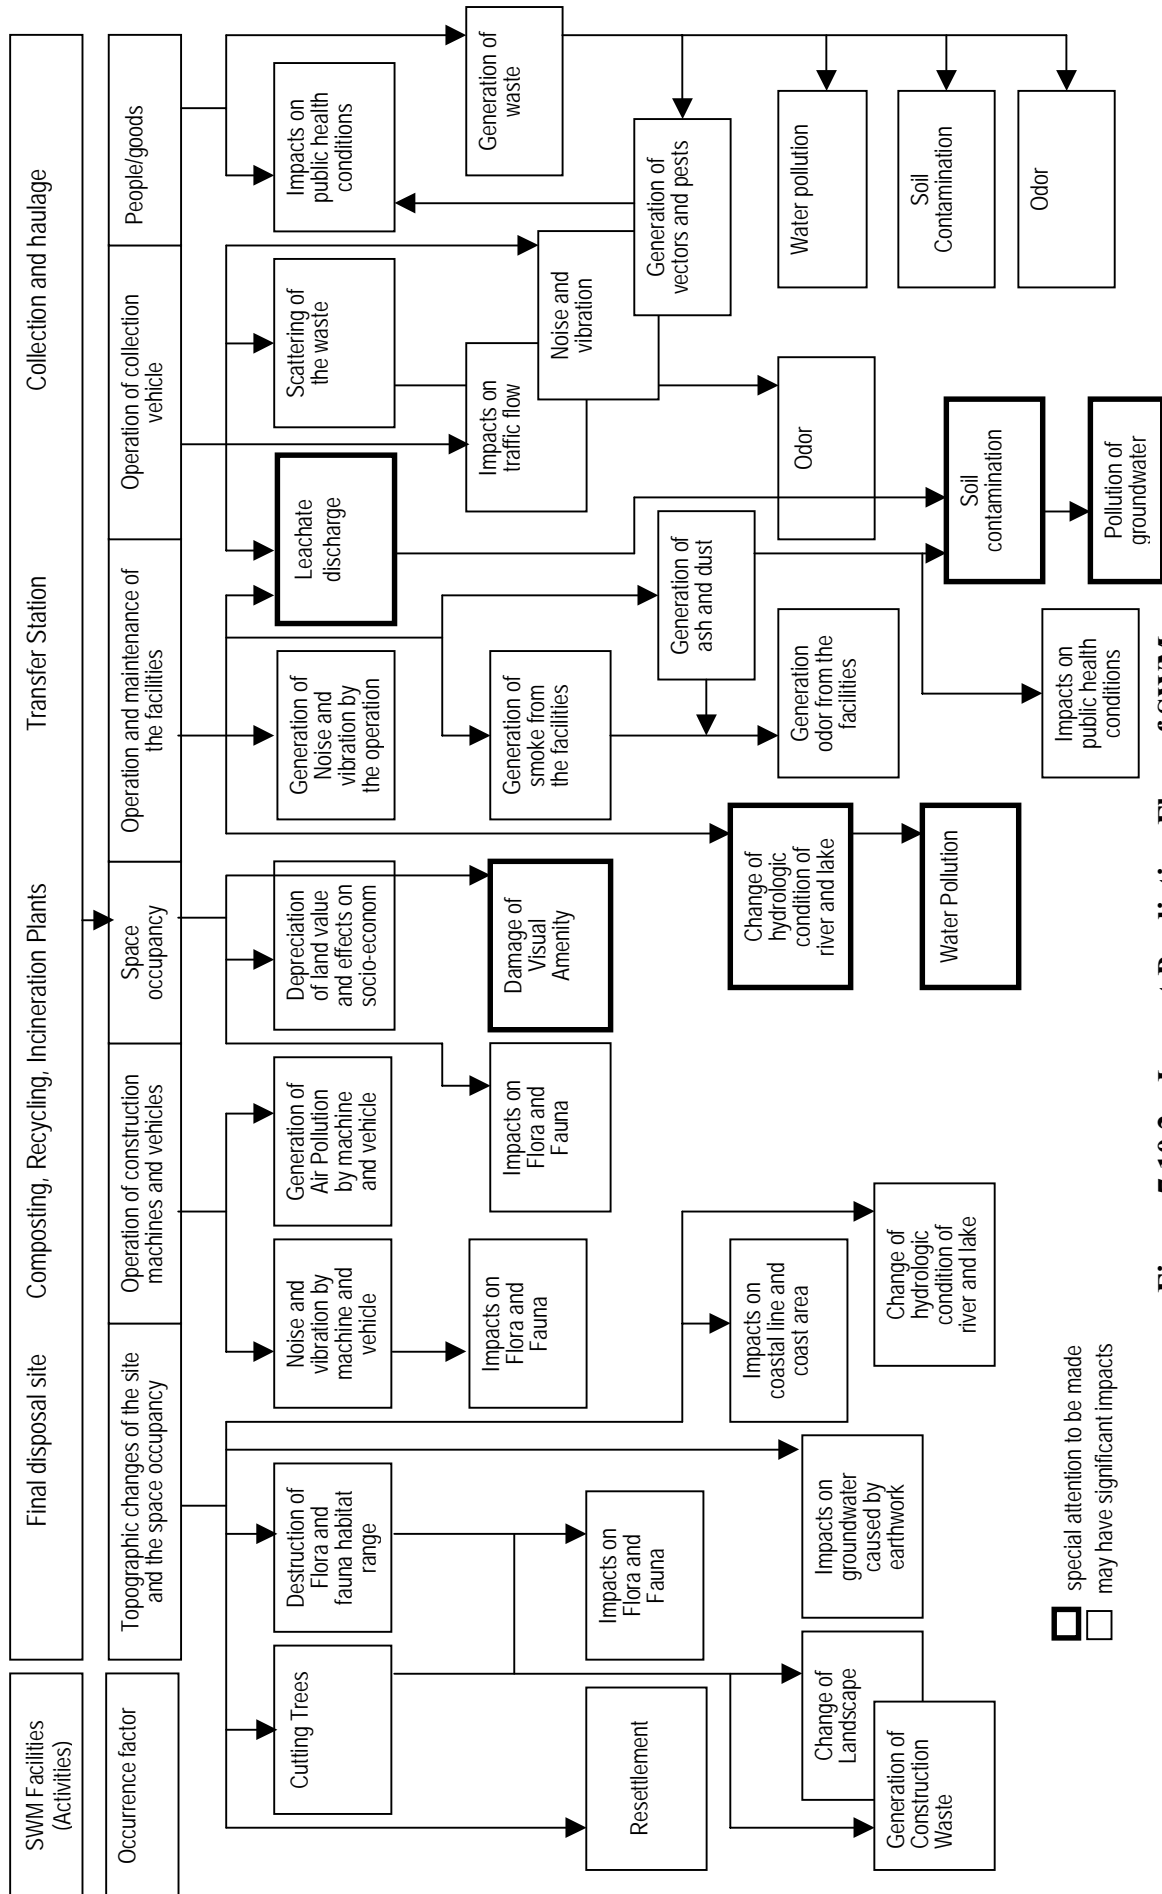 SWM Facilities
(Activities)
Final disposal site
Composting, Recycling, Incineration Plants
Transfer Station
Collection and haulage
Occurrence factor
Topographic changes of the site
and the space occupancy
Operation of construction
machines and vehicles
Space
occupancy
Operation and maintenance of
the facilities
Operation of collection
vehicle
People/goods
Cutting Trees
Destruction of
Flora and
fauna habitat
range
Noise and
vibration by
machine and
vehicle
Generation of
Air Pollution
by machine
and vehicle
Depreciation
of land value
and effects on
socio-econom
Generation of
Noise and
vibration by
the operation
Leachate
discharge
Scattering of
the waste
Impacts on
public health
conditions
Impacts on
Flora and
Fauna
Impacts on
Flora and
Fauna
Damage of
Visual
Amenity
Generation of
smoke from
the facilities
Impacts on
traffic flow
Noise and
vibration
Generation of
waste
Resettlement
Impacts on
Flora and
Fauna
Generation of
ash and dust
Generation of
vectors and pests
Change of
Landscape
Generation of
Construction
Waste
Impacts on
groundwater
caused by
earthwork
Impacts on
coastal line and
coast area
Change of
hydrologic
condition of
river and lake
Change of
hydrologic
condition of
river and lake
Water Pollution
Generation
odor from the
facilities
Odor
Water pollution
Soil
Contamination
Odor
Impacts on
public health
conditions
Soil
contamination
Pollution of
groundwater
special attention to be made
may have significant impacts